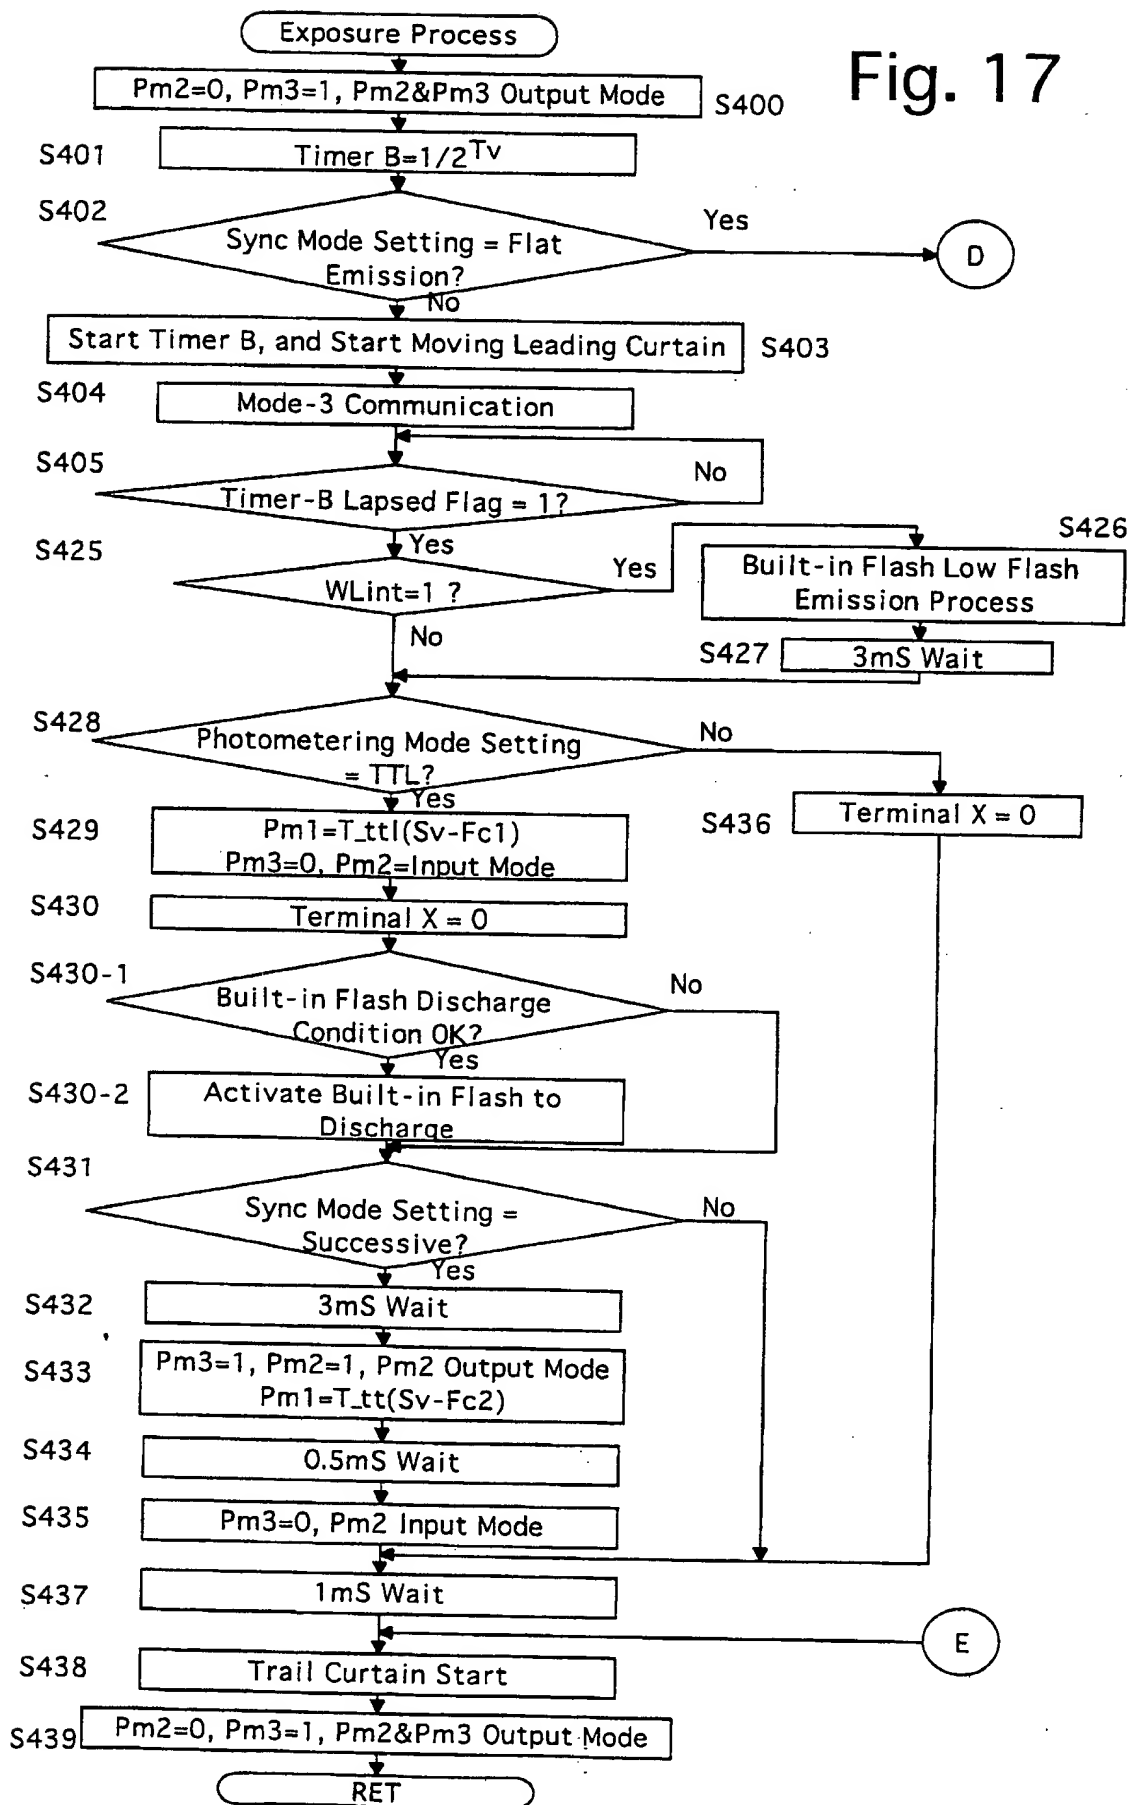 Exposure Process
Fig. 17
Pm2=0, Pm3=1, Pm2&Pm3 Output Mode
S400
S401
Timer B=1/2^Tv
S402
Sync Mode Setting = Flat
Emission?
Yes
D
No
Start Timer B, and Start Moving Leading Curtain
S403
S404
Mode-3 Communication
S405
Timer-B Lapsed Flag = 1?
No
Yes
S425
WLint=1 ?
Yes
S426
Built-in Flash Low Flash
Emission Process
No
S427
3mS Wait
S428
Photometering Mode Setting
= TTL?
No
Yes
S429
Pm1=T_ttl(Sv-Fc1)
Pm3=0, Pm2=Input Mode
S436
Terminal X = 0
S430
Terminal X = 0
S430-1
Built-in Flash Discharge
Condition OK?
No
Yes
S430-2
Activate Built-in Flash to
Discharge
S431
Sync Mode Setting =
Successive?
No
Yes
S432
3mS Wait
S433
Pm3=1, Pm2=1, Pm2 Output Mode
Pm1=T_tt(Sv-Fc2)
S434
0.5mS Wait
S435
Pm3=0, Pm2 Input Mode
S437
1mS Wait
E
S438
Trail Curtain Start
S439
Pm2=0, Pm3=1, Pm2&Pm3 Output Mode
RET